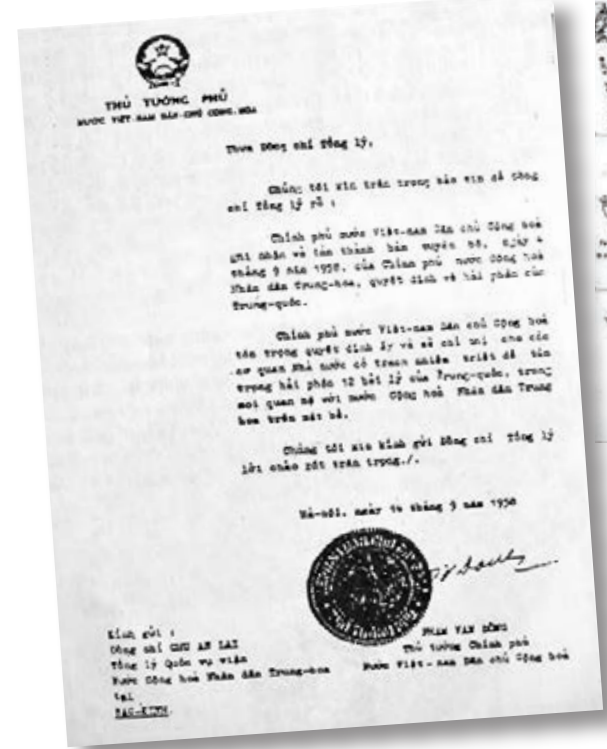 THỦ TƯỚNG PHỦ
NƯỚC VIỆT-NAM DÂN-CHỦ CỘNG-HÒA
Thưa Đồng chí Tổng lý,
Chúng tôi xin trân trọng báo tin để Đồng
chí Tổng lý rõ :
Chính phủ nước Việt-nam Dân chủ Cộng hoà
ghi nhận và tán thành bản tuyên bố, ngày 4
tháng 9 năm 1958, của Chính phủ nước Cộng hoà
Nhân dân Trung-hoa, quyết định về hải phận của
Trung-quốc.
Chính phủ nước Việt-nam Dân chủ Cộng hoà
tôn trọng quyết định ấy và sẽ chỉ thị cho các
cơ quan Nhà nước có trách nhiệm triệt để tôn
trọng hải phận 12 hải lý của Trung-quốc, trong
mọi quan hệ với nước Cộng hoà Nhân dân Trung
hoa trên mặt bể.
Chúng tôi xin kính gửi Đồng chí Tổng lý
lời chào rất trân trọng./.
Hà-nội, ngày 14 tháng 9 năm 1958
PHẠM VĂN ĐỒNG
Thủ tướng Chính phủ
Nước Việt-nam Dân chủ Cộng hoà
Kính gửi :
Đồng chí CHU AN LAI
Tổng lý Quốc vụ viện
Nước Cộng hoà Nhân dân Trung-hoa
tại
BẮC-KINH.